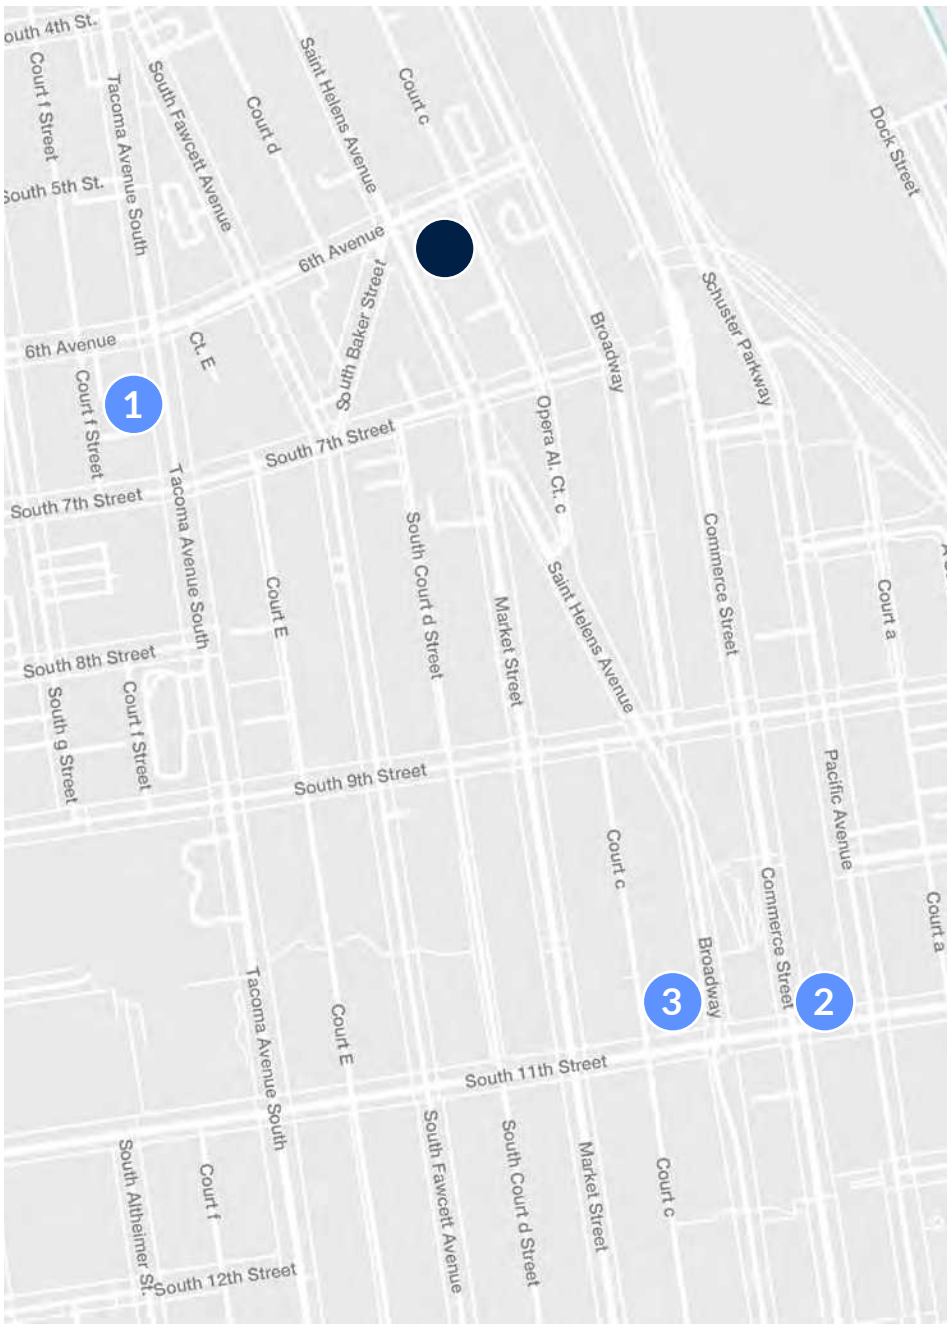 outh 4th St.
Court f Street
Tacoma Avenue South
South Fawcett Avenue
Court d
Saint Helens Avenue
Court c
Dock Street
South 5th St.
6th Avenue
South Baker Street
Broadway
Schuster Parkway
6th Avenue
Ct. E
Court f Street
1
South 7th Street
Opera Al. Ct. c
South 7th Street
Tacoma Avenue South
South Court d Street
Commerce Street
Court E
Market Street
Saint Helens Avenue
Court a
South 8th Street
South g Street
Court f Street
South 9th Street
Pacific Avenue
Court c
Commerce Street
Court a
Broadway
3
2
Tacoma Avenue South
Court E
South 11th Street
South Altheimer St.
Court f
South Fawcett Avenue
South Court d Street
Market Street
Court c
South 12th Street